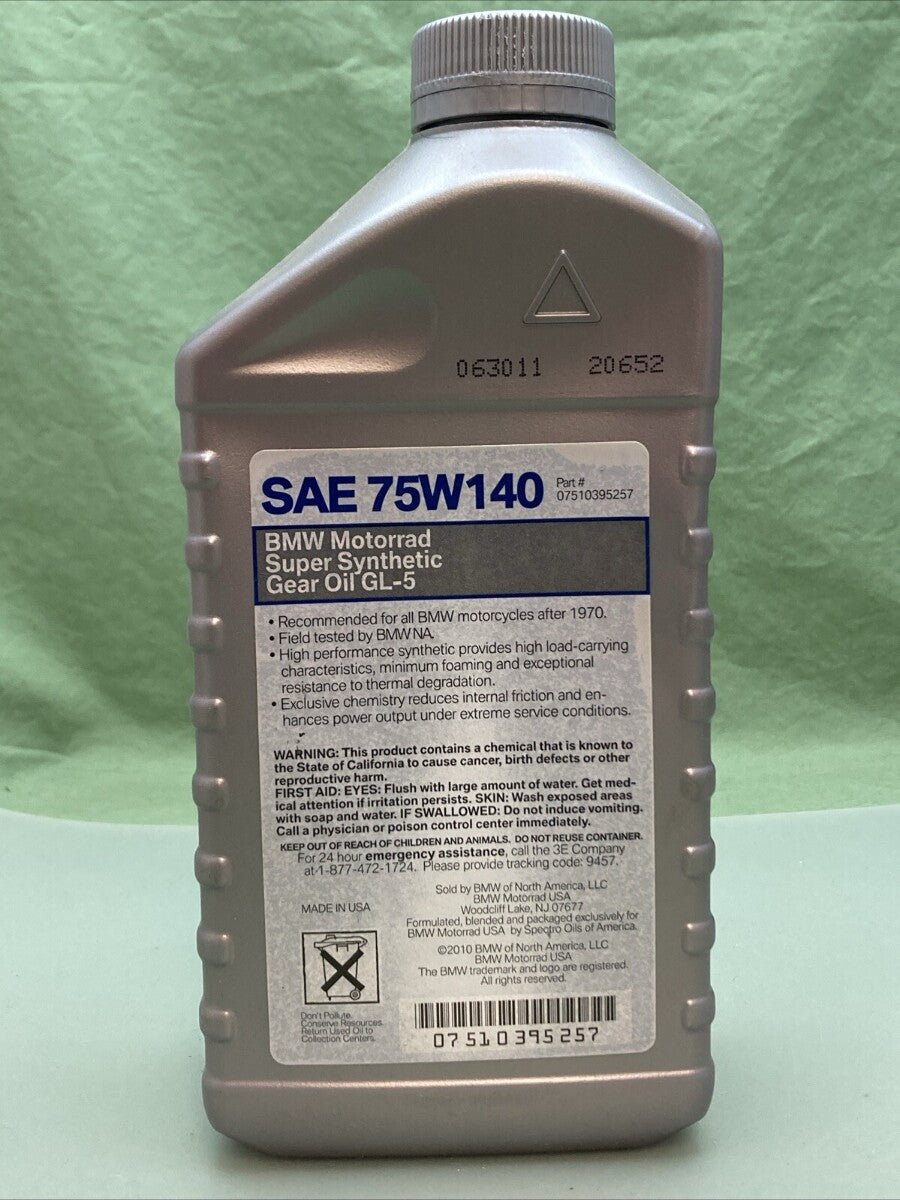 063011 20652
SAE 75W140
Part #
07510395257
BMW Motorrad
Super Synthetic
Gear Oil GL-5
• Recommended for all BMW motorcycles after 1970.
• Field tested by BMW NA.
• High performance synthetic provides high load-carrying
characteristics, minimum foaming and exceptional
resistance to thermal degradation.
• Exclusive chemistry reduces internal friction and en-
hances power output under extreme service conditions.
WARNING: This product contains a chemical that is known to
the State of California to cause cancer, birth defects or other
reproductive harm.
FIRST AID: EYES: Flush with large amount of water. Get med-
ical attention if irritation persists. SKIN: Wash exposed areas
with soap and water. IF SWALLOWED: Do not induce vomiting.
Call a physician or poison control center immediately.
KEEP OUT OF REACH OF CHILDREN AND ANIMALS. DO NOT REUSE CONTAINER.
For 24 hour emergency assistance, call the 3E Company
at 1-877-472-1724. Please provide tracking code: 9457.
Sold by BMW of North America, LLC
BMW Motorrad USA
Woodcliff Lake, NJ 07677
Formulated, blended and packaged exclusively for
BMW Motorrad USA by Spectro Oils of America.
©2010 BMW of North America, LLC
BMW Motorrad USA
The BMW trademark and logo are registered.
All rights reserved.
MADE IN USA
Don't Pollute.
Conserve Resources.
Return Used Oil to
Collection Centers.
07 51 0 395 257